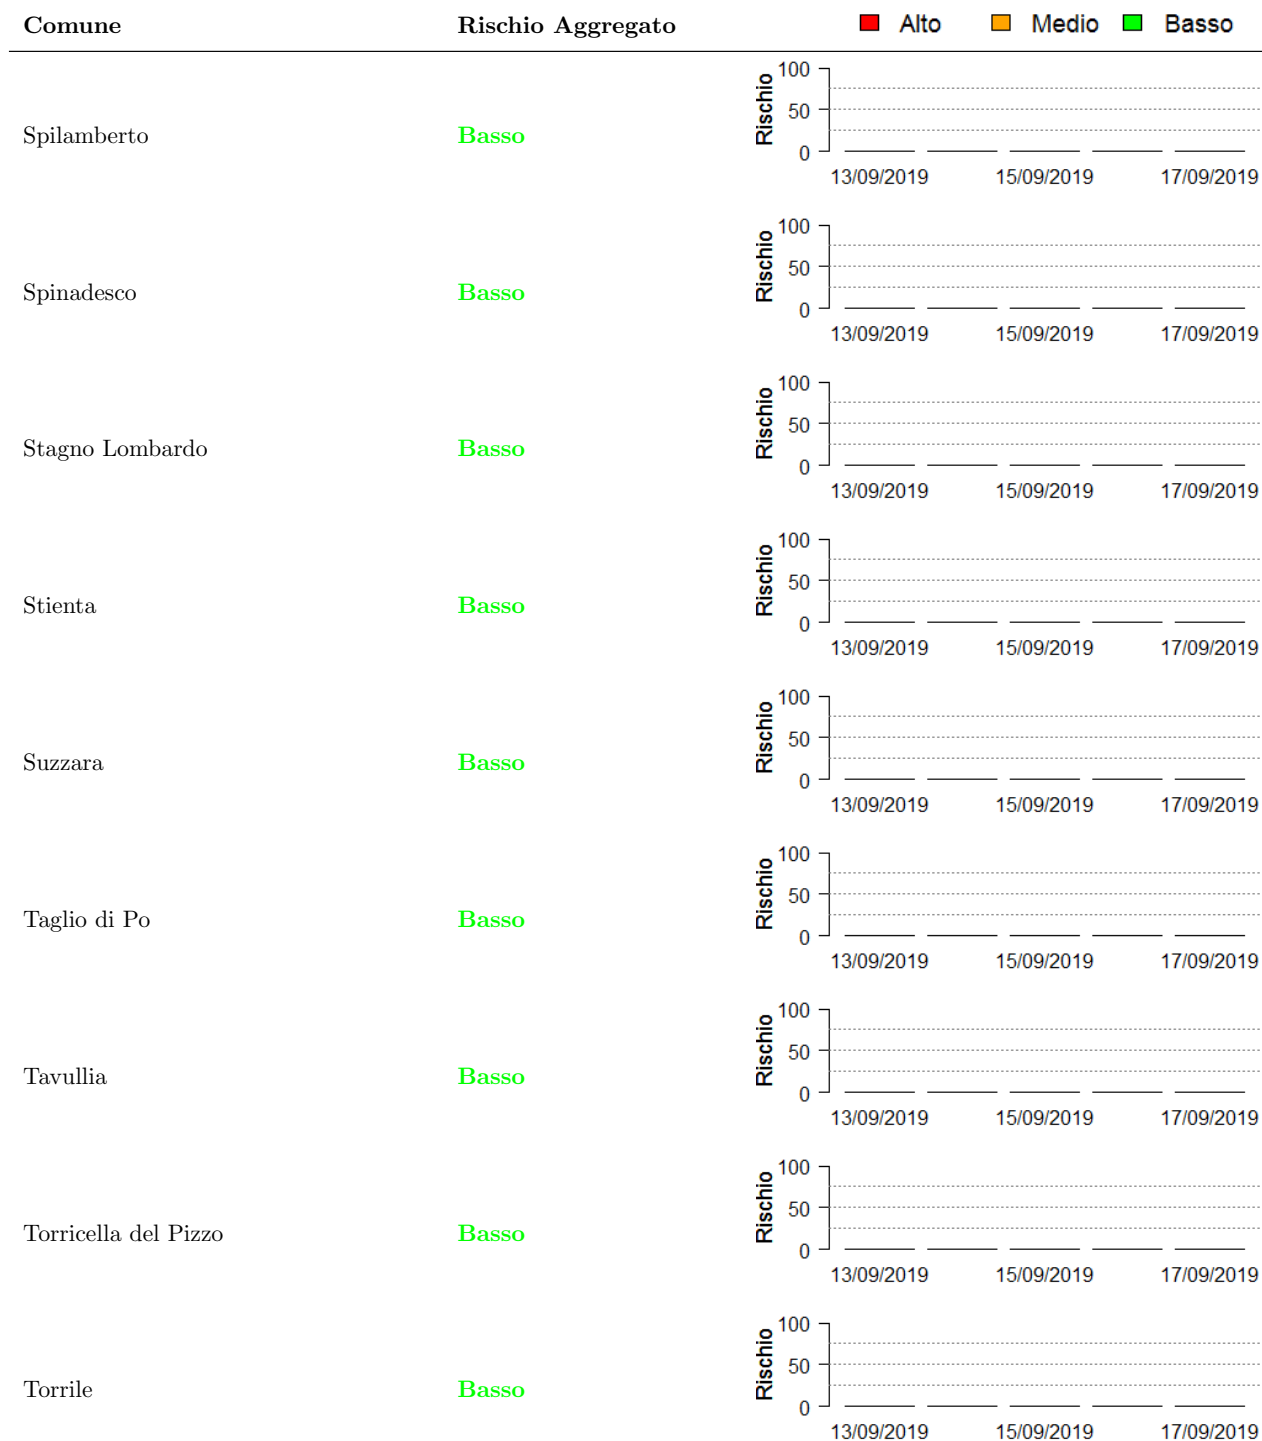 Comune Rischio Aggregato Alto Medio Basso
Spilamberto Basso
Rischio
100
50
0
13/09/2019 15/09/2019 17/09/2019
Spinadesco Basso
Rischio
100
50
0
13/09/2019 15/09/2019 17/09/2019
Stagno Lombardo Basso
Rischio
100
50
0
13/09/2019 15/09/2019 17/09/2019
Stienta Basso
Rischio
100
50
0
13/09/2019 15/09/2019 17/09/2019
Suzzara Basso
Rischio
100
50
0
13/09/2019 15/09/2019 17/09/2019
Taglio di Po Basso
Rischio
100
50
0
13/09/2019 15/09/2019 17/09/2019
Tavullia Basso
Rischio
100
50
0
13/09/2019 15/09/2019 17/09/2019
Torricella del Pizzo Basso
Rischio
100
50
0
13/09/2019 15/09/2019 17/09/2019
Torrile Basso
Rischio
100
50
0
13/09/2019 15/09/2019 17/09/2019